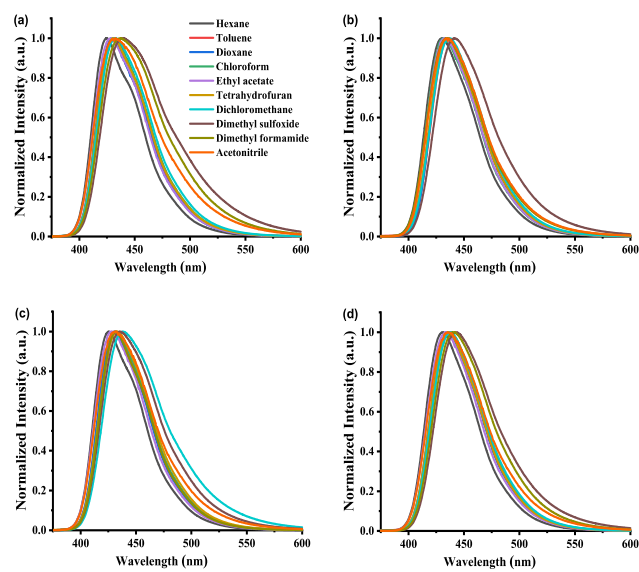 (a)
Hexane
Toluene
Dioxane
Chloroform
Ethyl acetate
Tetrahydrofuran
Dichloromethane
Dimethyl sulfoxide
Dimethyl formamide
Acetonitrile
Normalized Intensity (a.u.)
1.0
0.8
0.6
0.4
0.2
0.0
400
450
500
550
600
Wavelength (nm)
(b)
Normalized Intensity (a.u.)
1.0
0.8
0.6
0.4
0.2
0.0
400
450
500
550
600
Wavelength (nm)
(c)
Normalized Intensity (a.u.)
1.0
0.8
0.6
0.4
0.2
0.0
400
450
500
550
600
Wavelength (nm)
(d)
Normalized Intensity (a.u.)
1.0
0.8
0.6
0.4
0.2
0.0
400
450
500
550
600
Wavelength (nm)